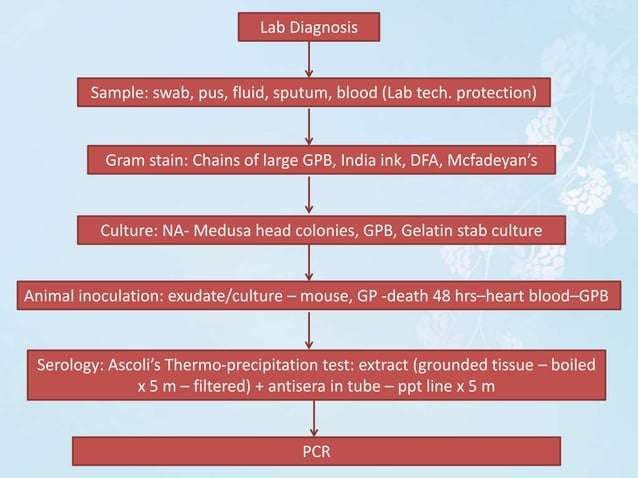 Lab Diagnosis
Sample: swab, pus, fluid, sputum, blood (Lab tech. protection)
Gram stain: Chains of large GPB, India ink, DFA, Mcfadeyan’s
Culture: NA- Medusa head colonies, GPB, Gelatin stab culture
Animal inoculation: exudate/culture – mouse, GP -death 48 hrs–heart blood–GPB
Serology: Ascoli’s Thermo-precipitation test: extract (grounded tissue – boiled
x 5 m – filtered) + antisera in tube – ppt line x 5 m
PCR